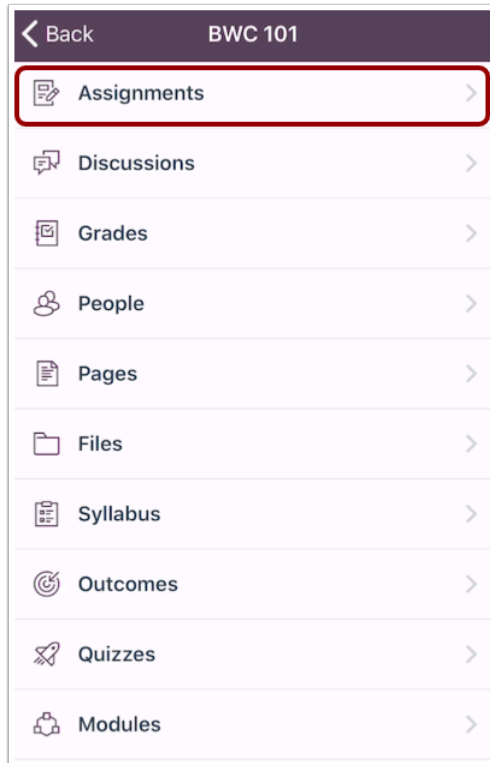 Back BWC 101
Assignments
Discussions
Grades
People
Pages
Files
Syllabus
Outcomes
Quizzes
Modules